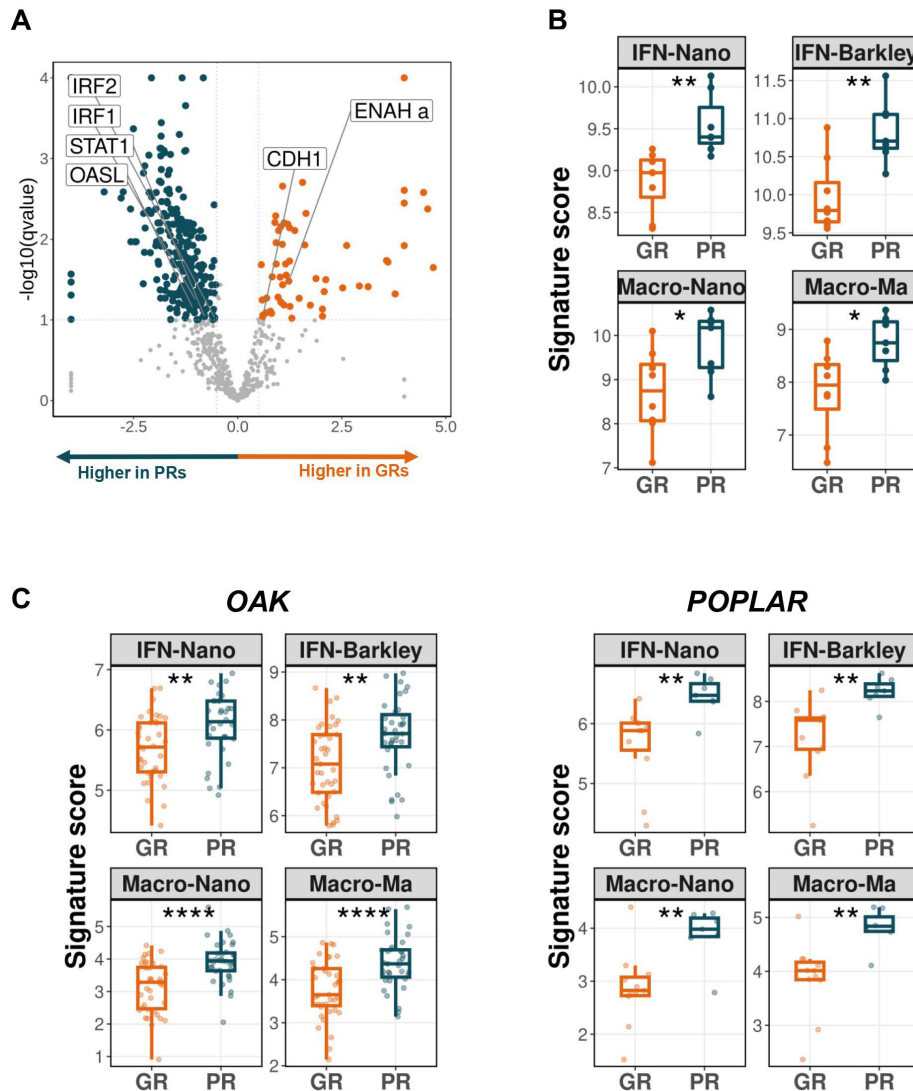 A
-log10(qvalue)
4
3
2
1
0
IRF2
IRF1
STAT1
OASL
CDH1
ENAH a
-2.5 0.0 2.5 5.0
Higher in PRs Higher in GRs
B
Signature score
IFN-Nano IFN-Barkley
** **
10.0
9.5
9.0
8.5
11.5
11.0
10.5
10.0
9.5
GR PR GR PR
Macro-Nano Macro-Ma
* *
10
9
8
7
9
8
7
GR PR GR PR
C
OAK
Signature score
IFN-Nano IFN-Barkley
** **
7
6
5
9
8
7
6
GR PR GR PR
Macro-Nano Macro-Ma
**** ****
5
4
3
2
1
5
4
3
2
GR PR GR PR
POPLAR
Signature score
IFN-Nano IFN-Barkley
** **
6
5
8
7
6
GR PR GR PR
Macro-Nano Macro-Ma
** **
4
3
2
5
4
3
GR PR GR PR